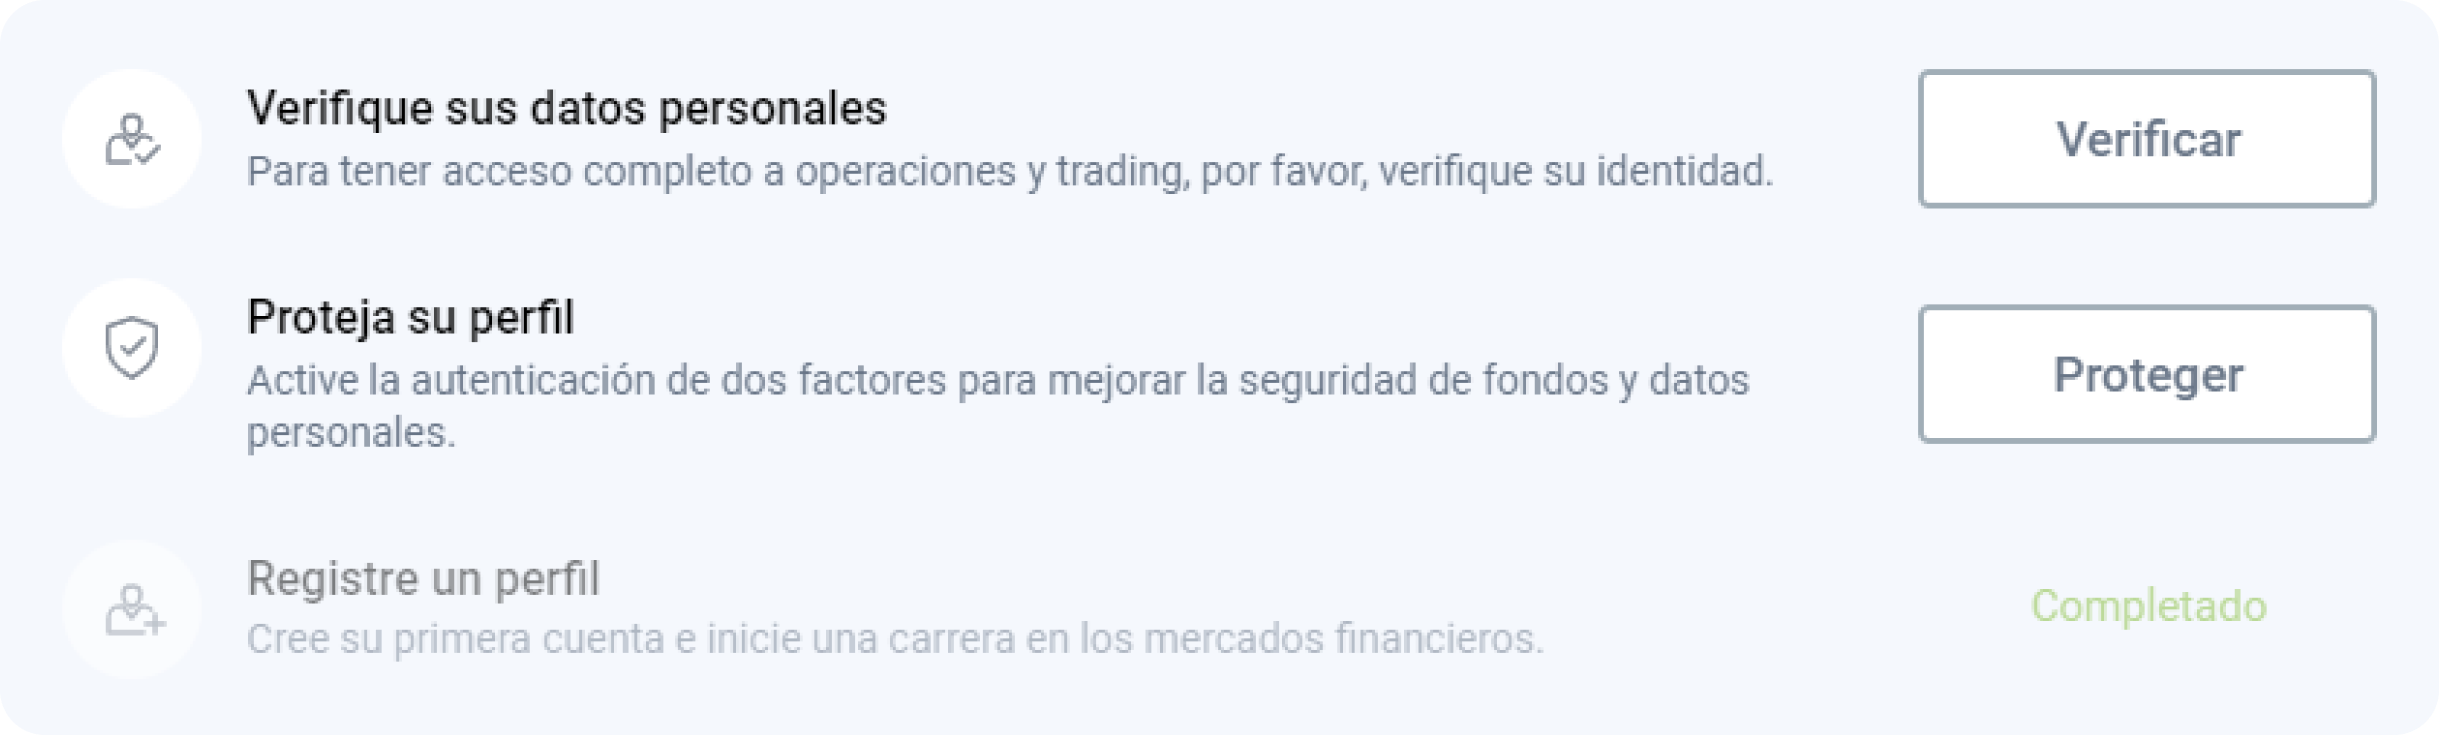 Verifique sus datos personales
Para tener acceso completo a operaciones y trading, por favor, verifique su identidad.
Verificar
Proteja su perfil
Active la autenticación de dos factores para mejorar la seguridad de fondos y datos
personales.
Proteger
Registre un perfil
Cree su primera cuenta e inicie una carrera en los mercados financieros.
Completado